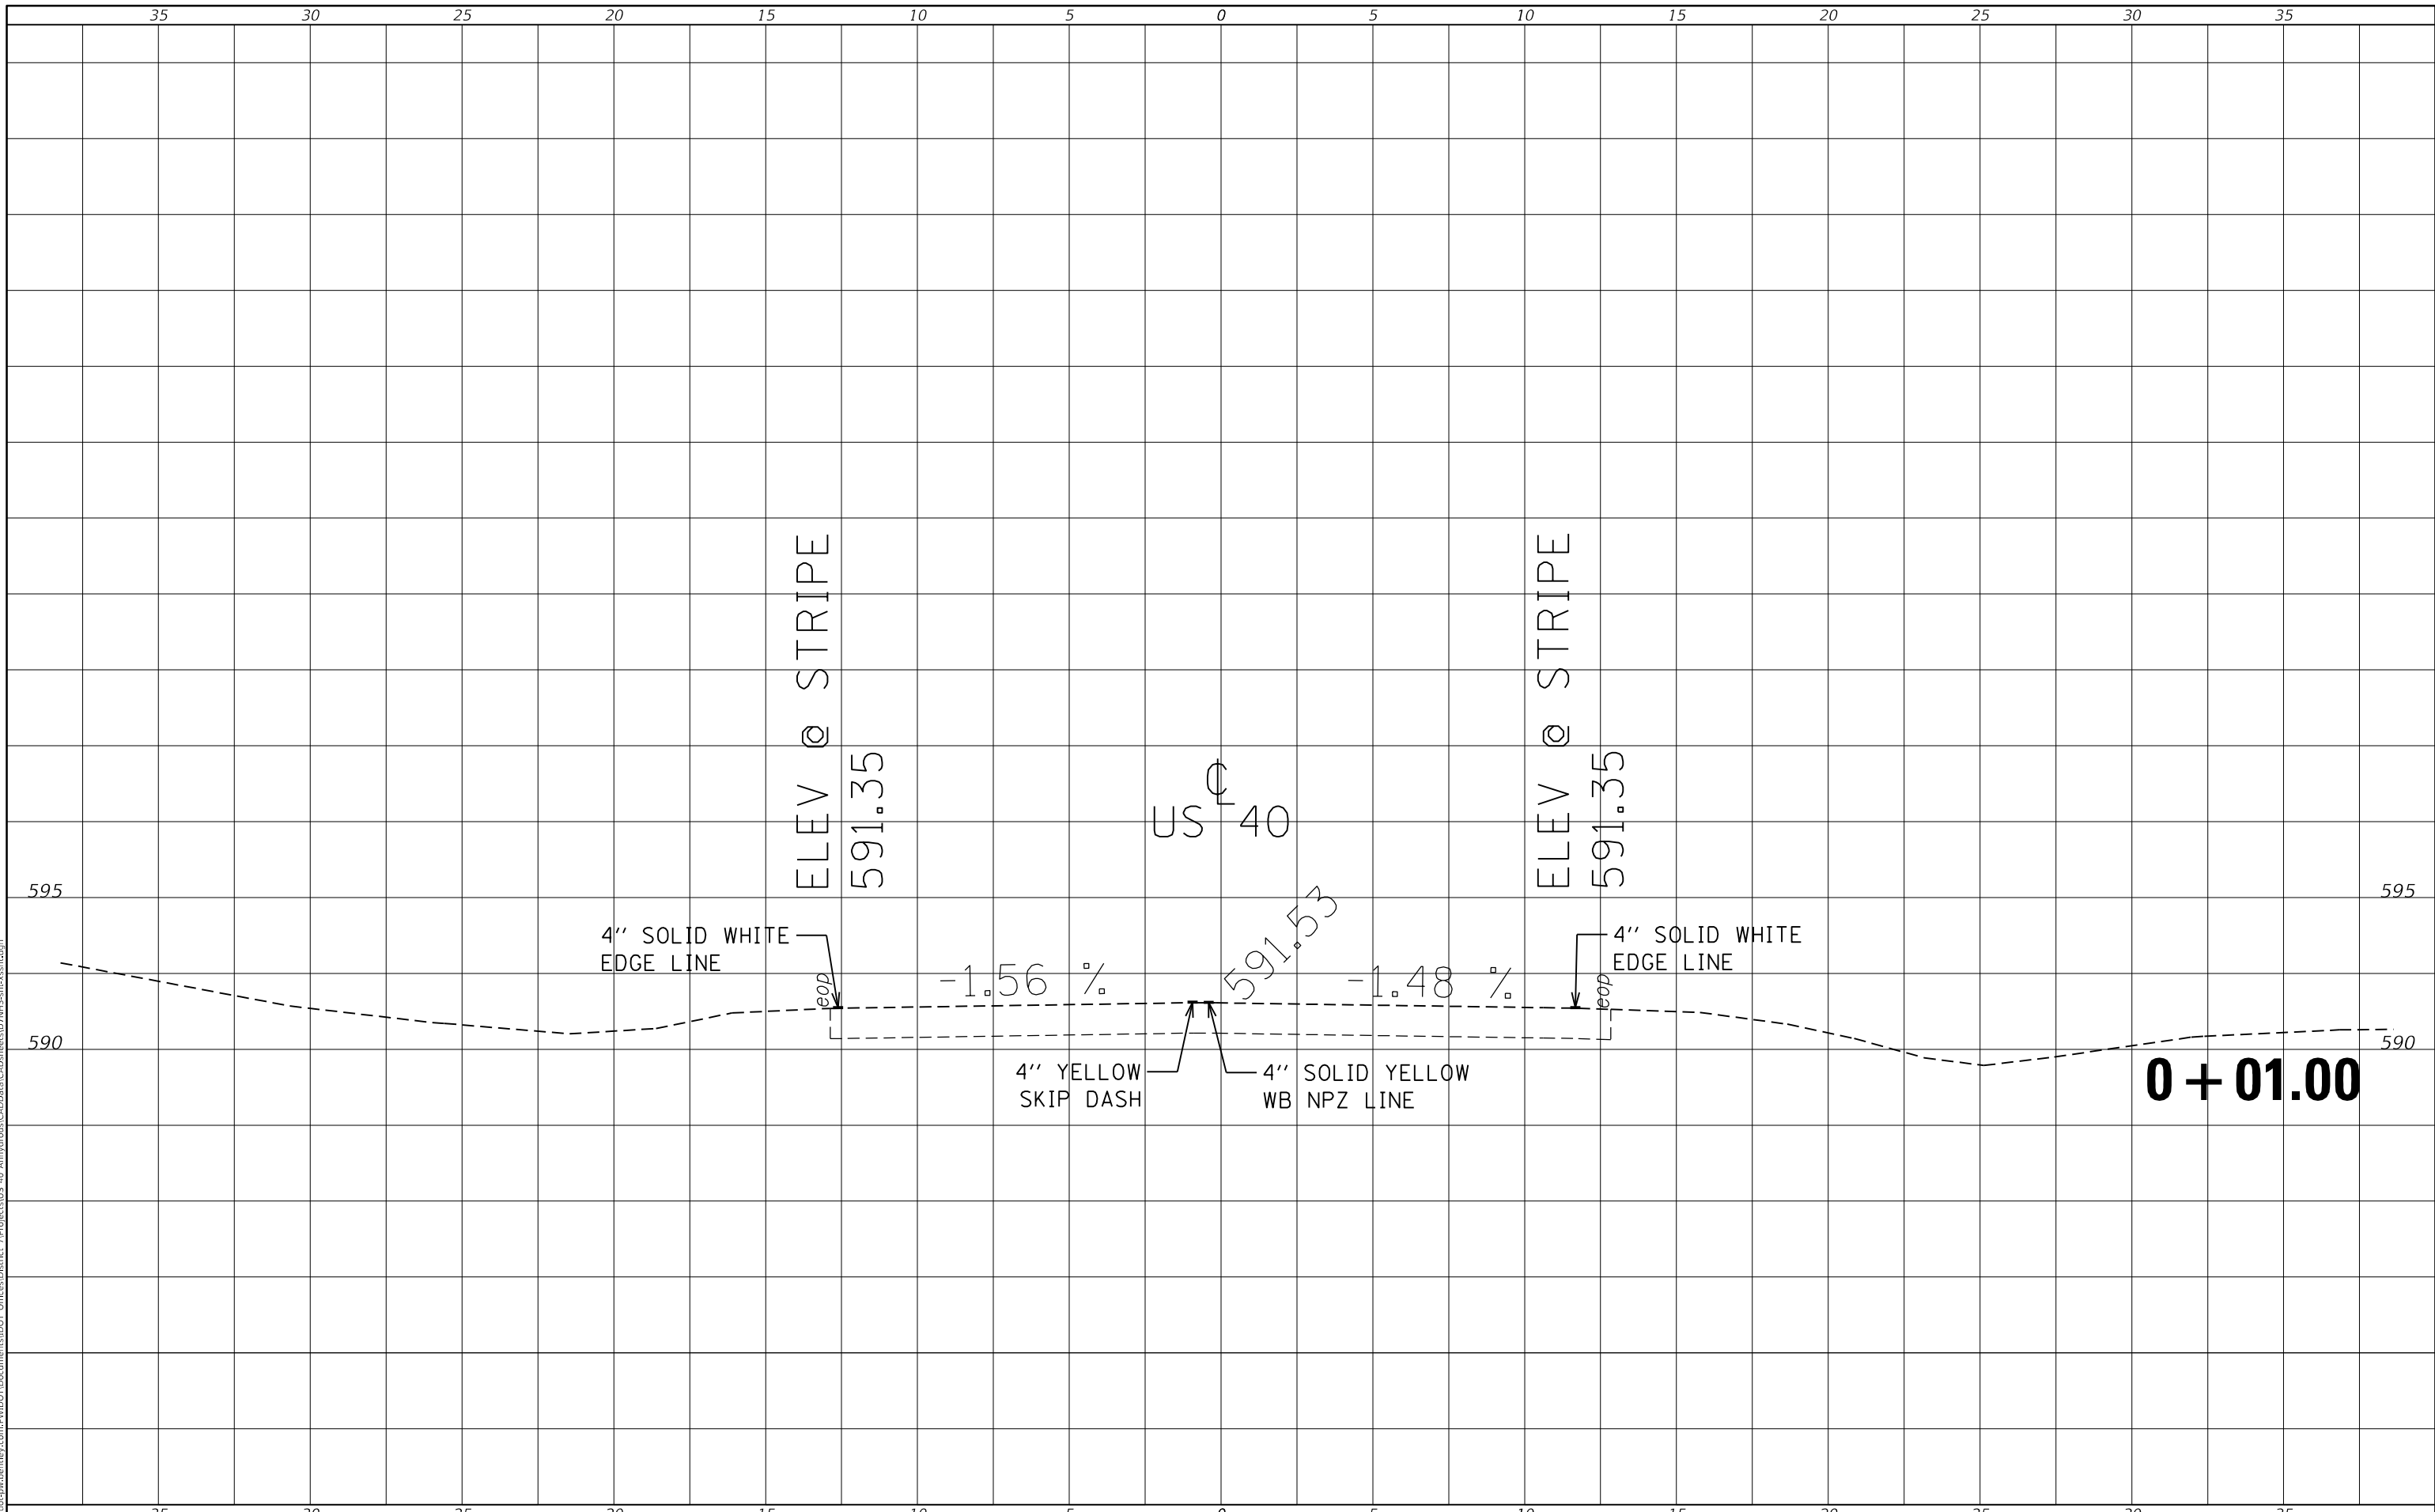 35 30 25 20 15 10 5 0 5 10 15 20 25 30 35
ELEV @ STRIPE
591.35
ELEV @ STRIPE
591.35
℄
US 40
595
595
4" SOLID WHITE
EDGE LINE
eop
-1.56 %
591.53
-1.48 %
eop
4" SOLID WHITE
EDGE LINE
590
590
4" YELLOW
SKIP DASH
4" SOLID YELLOW
WB NPZ LINE
0 + 01.00